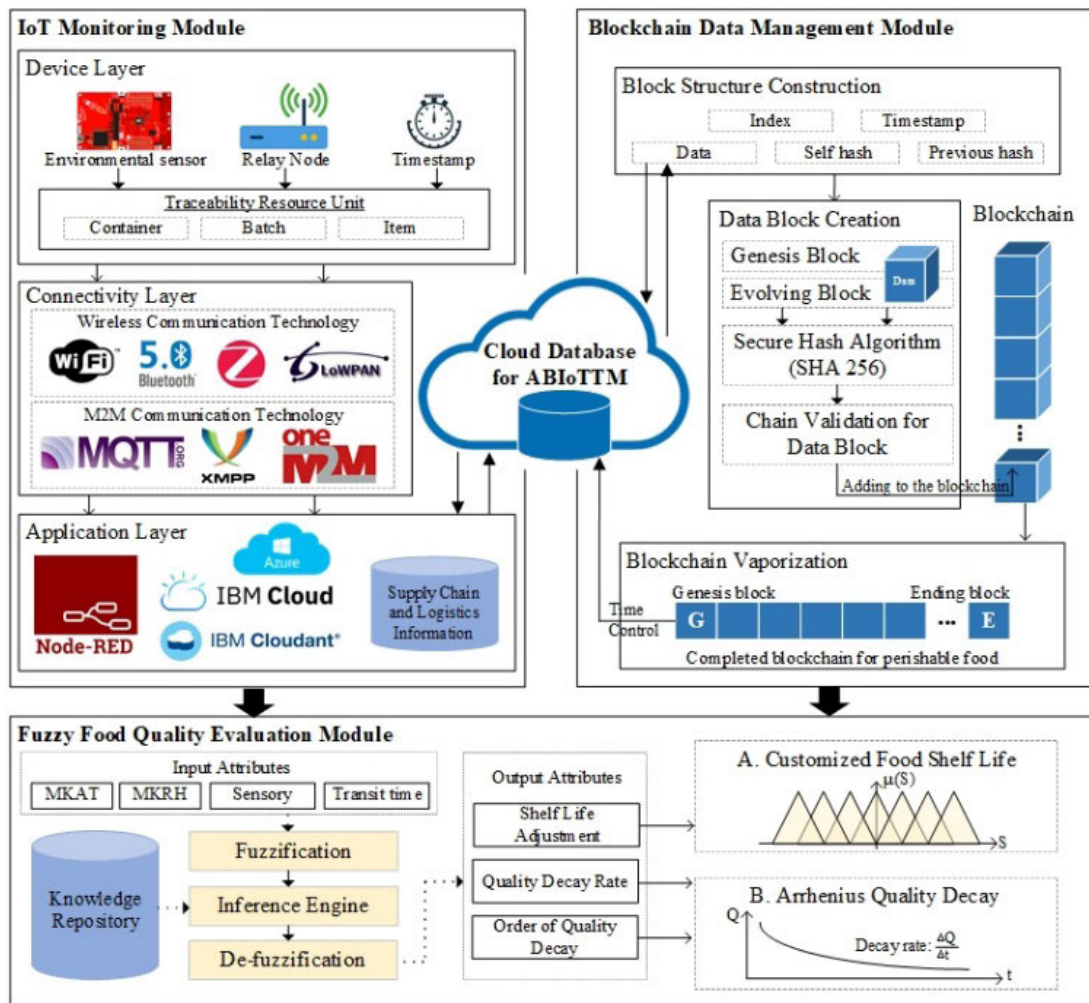 IoT Monitoring Module
Device Layer
Environmental sensor
Relay Node
Timestamp
Traceability Resource Unit
Container
Batch
Item
Connectivity Layer
Wireless Communication Technology
WiFi™
5.0
Bluetooth®
Z
6LoWPAN
M2M Communication Technology
MQTT.ORG
XMPP
one
M2M
Application Layer
Node-RED
Azure
IBM Cloud
IBM Cloudant®
Supply Chain
and Logistics
Information
Cloud Database
for ABIoTTM
Blockchain Data Management Module
Block Structure Construction
Index
Timestamp
Data
Self hash
Previous hash
Data Block Creation
Genesis Block
Evolving Block
Secure Hash Algorithm
(SHA 256)
Chain Validation for
Data Block
Adding to the blockchain
Blockchain
...
Blockchain Vaporization
Genesis block
Ending block
Time
Control
G
...
E
Completed blockchain for perishable food
Fuzzy Food Quality Evaluation Module
Input Attributes
MKAT
MKRH
Sensory
Transit time
Knowledge
Repository
Fuzzification
Inference Engine
De-fuzzification
Output Attributes
Shelf Life
Adjustment
Quality Decay Rate
Order of Quality
Decay
A. Customized Food Shelf Life
μ(S)
S
B. Arrhenius Quality Decay
Q
Decay rate: ΔQ/Δt
t